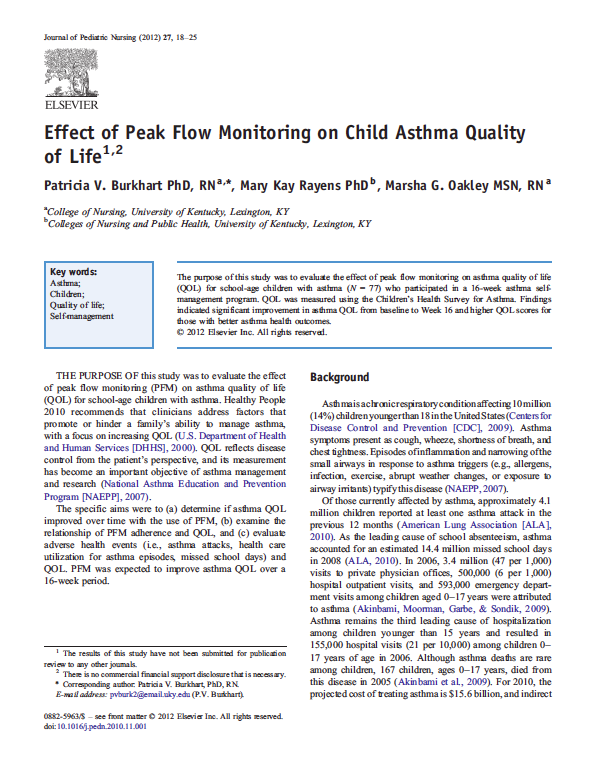 Journal of Pediatric Nursing (2012) 27, 18–25
ELSEVIER
Effect of Peak Flow Monitoring on Child Asthma Quality
of Life1,2
Patricia V. Burkhart PhD, RNa,*, Mary Kay Rayens PhDb, Marsha G. Oakley MSN, RNa
aCollege of Nursing, University of Kentucky, Lexington, KY
bColleges of Nursing and Public Health, University of Kentucky, Lexington, KY
Key words:
Asthma;
Children;
Quality of life;
Self-management
The purpose of this study was to evaluate the effect of peak flow monitoring on asthma quality of life
(QOL) for school-age children with asthma (N = 77) who participated in a 16-week asthma self-
management program. QOL was measured using the Children's Health Survey for Asthma. Findings
indicated significant improvement in asthma QOL from baseline to Week 16 and higher QOL scores for
those with better asthma health outcomes.
© 2012 Elsevier Inc. All rights reserved.
THE PURPOSE OF this study was to evaluate the effect
of peak flow monitoring (PFM) on asthma quality of life
(QOL) for school-age children with asthma. Healthy People
2010 recommends that clinicians address factors that
promote or hinder a family's ability to manage asthma,
with a focus on increasing QOL (U.S. Department of Health
and Human Services [DHHS], 2000). QOL reflects disease
control from the patient's perspective, and its measurement
has become an important objective of asthma management
and research (National Asthma Education and Prevention
Program [NAEPP], 2007).
The specific aims were to (a) determine if asthma QOL
improved over time with the use of PFM, (b) examine the
relationship of PFM adherence and QOL, and (c) evaluate
adverse health events (i.e., asthma attacks, health care
utilization for asthma episodes, missed school days) and
QOL. PFM was expected to improve asthma QOL over a
16-week period.
1 The results of this study have not been submitted for publication
review to any other journals.
2 There is no commercial financial support disclosure that is necessary.
* Corresponding author: Patricia V. Burkhart, PhD, RN.
E-mail address: pvburk2@email.uky.edu (P.V. Burkhart).
0882-5963/$ – see front matter © 2012 Elsevier Inc. All rights reserved.
doi:10.1016/j.pedn.2010.11.001
Background
Asthma is a chronic respiratory condition affecting 10 million
(14%) children younger than 18 in the United States (Centers for
Disease Control and Prevention [CDC], 2009). Asthma
symptoms present as cough, wheeze, shortness of breath, and
chest tightness. Episodes of inflammation and narrowing of the
small airways in response to asthma triggers (e.g., allergens,
infection, exercise, abrupt weather changes, or exposure to
airway irritants) typify this disease (NAEPP, 2007).
Of those currently affected by asthma, approximately 4.1
million children reported at least one asthma attack in the
previous 12 months (American Lung Association [ALA],
2010). As the leading cause of school absenteeism, asthma
accounted for an estimated 14.4 million missed school days
in 2008 (ALA, 2010). In 2006, 3.4 million (47 per 1,000)
visits to private physician offices, 500,000 (6 per 1,000)
hospital outpatient visits, and 593,000 emergency depart-
ment visits among children aged 0–17 years were attributed
to asthma (Akinbami, Moorman, Garbe, & Sondik, 2009).
Asthma remains the third leading cause of hospitalization
among children younger than 15 years and resulted in
155,000 hospital visits (21 per 10,000) among children 0–
17 years of age in 2006. Although asthma deaths are rare
among children, 167 children, ages 0–17 years, died from
this disease in 2005 (Akinbami et al., 2009). For 2010, the
projected cost of treating asthma is $15.6 billion, and indirect